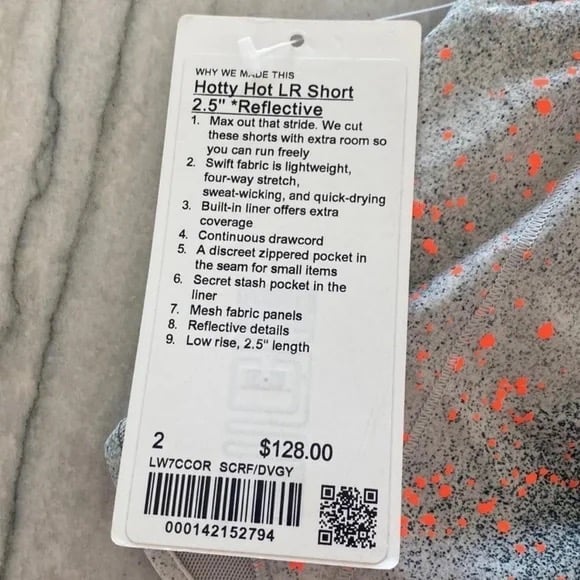 WHY WE MADE THIS
Hotty Hot LR Short
2.5" *Reflective
1. Max out that stride. We cut
these shorts with extra room so
you can run freely
2. Swift fabric is lightweight,
four-way stretch,
sweat-wicking, and quick-drying
3. Built-in liner offers extra
coverage
4. Continuous drawcord
5. A discreet zippered pocket in
the seam for small items
6. Secret stash pocket in the
liner
7. Mesh fabric panels
8. Reflective details
9. Low rise, 2.5" length
2 $128.00
LW7CCOR SCRF/DVGY
000142152794